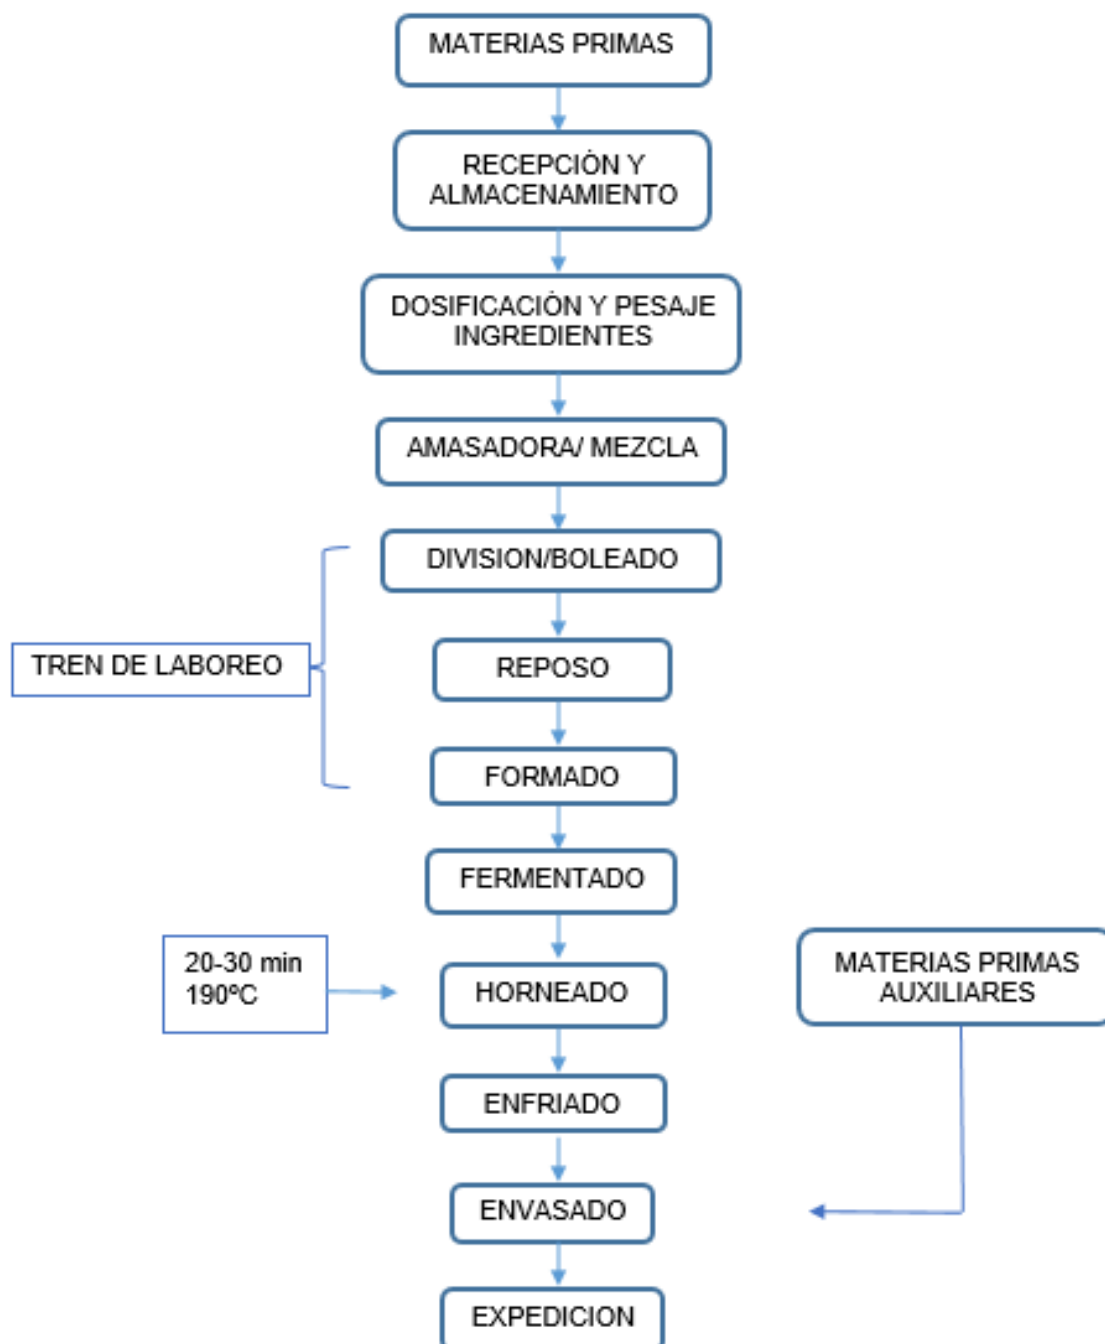 MATERIAS PRIMAS
RECEPCIÓN Y
ALMACENAMIENTO
DOSIFICACIÓN Y PESAJE
INGREDIENTES
AMASADORA/ MEZCLA
DIVISION/BOLEADO
TREN DE LABOREO
REPOSO
FORMADO
FERMENTADO
20-30 min
190ºC
HORNEADO
MATERIAS PRIMAS
AUXILIARES
ENFRIADO
ENVASADO
EXPEDICION